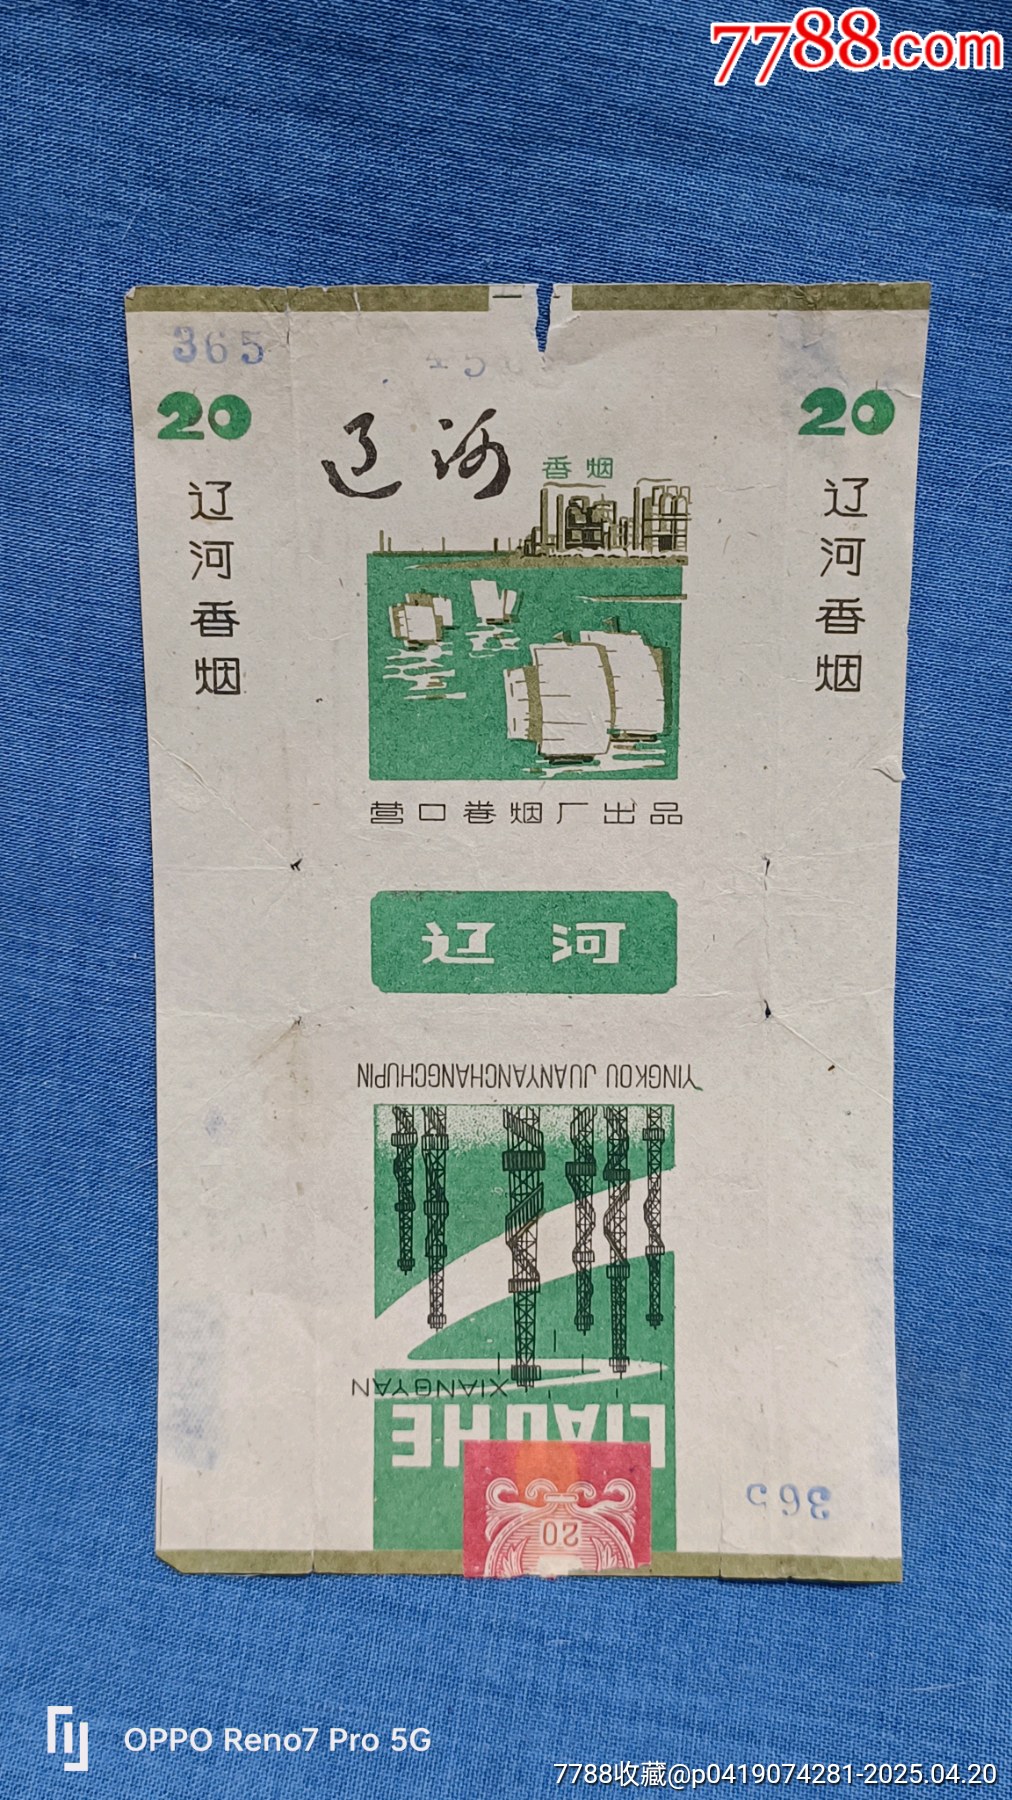 7788.com
365
20
20
辽河
香烟
辽河香烟
辽河香烟
营口卷烟厂出品
辽河
YINGKOU JUANYANCHANGCHUPIN
XIANGYAN
LIAOHE
20
365
OPPO Reno7 Pro 5G
7788收藏@p0419074281-2025.04.20